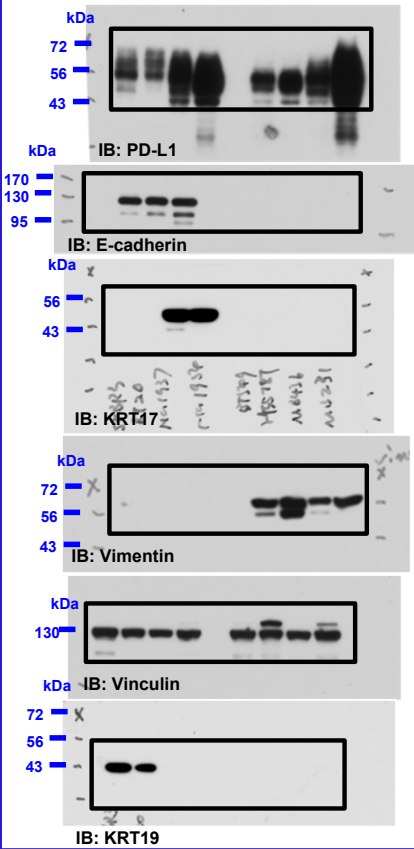 kDa
72
56
43
IB: PD-L1
kDa
170
130
95
IB: E-cadherin
kDa
56
43
IB: KRT17
kDa
72
56
43
IB: Vimentin
kDa
130
IB: Vinculin
kDa
72
56
43
IB: KRT19